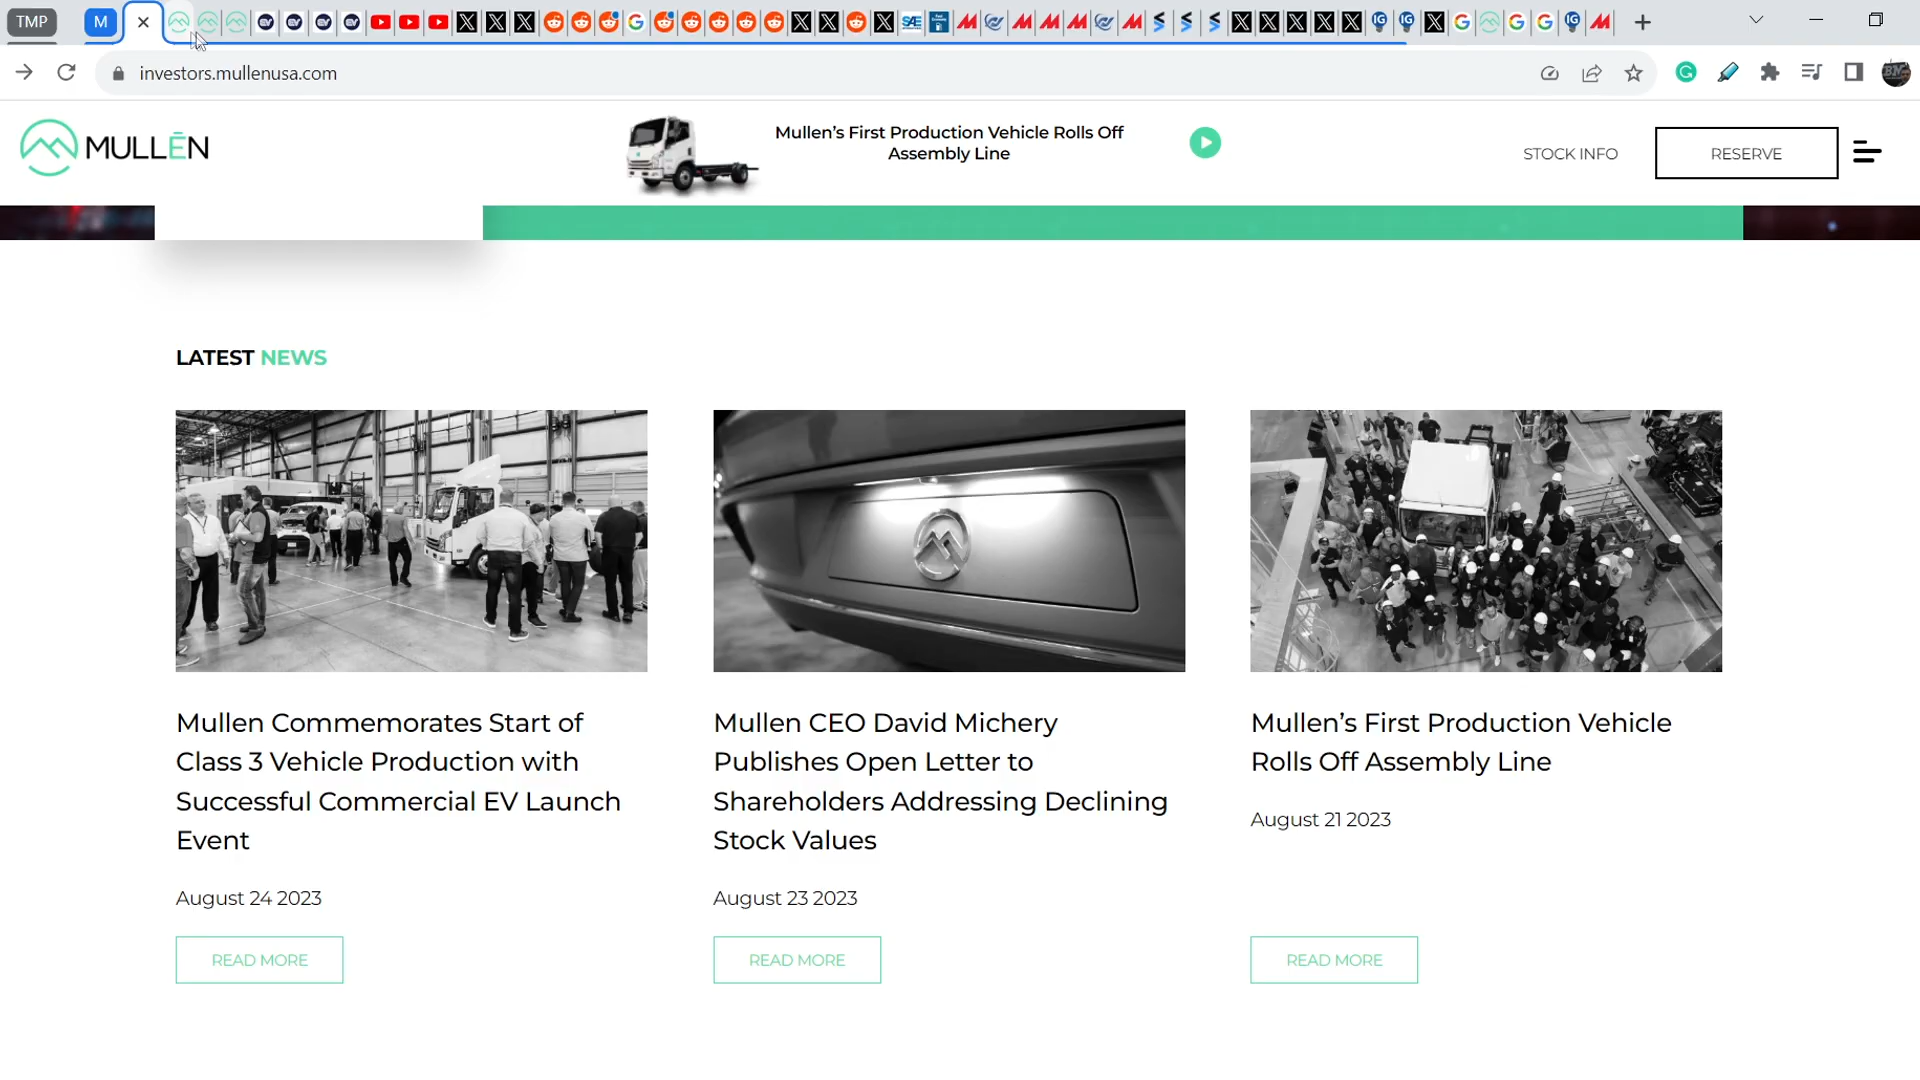 TMP
M
investors.mullenusa.com
MULLĒN
Mullen’s First Production Vehicle Rolls Off
Assembly Line
STOCK INFO
RESERVE
LATEST NEWS
Mullen Commemorates Start of
Class 3 Vehicle Production with
Successful Commercial EV Launch
Event
August 24 2023
READ MORE
Mullen CEO David Michery
Publishes Open Letter to
Shareholders Addressing Declining
Stock Values
August 23 2023
READ MORE
Mullen’s First Production Vehicle
Rolls Off Assembly Line
August 21 2023
READ MORE